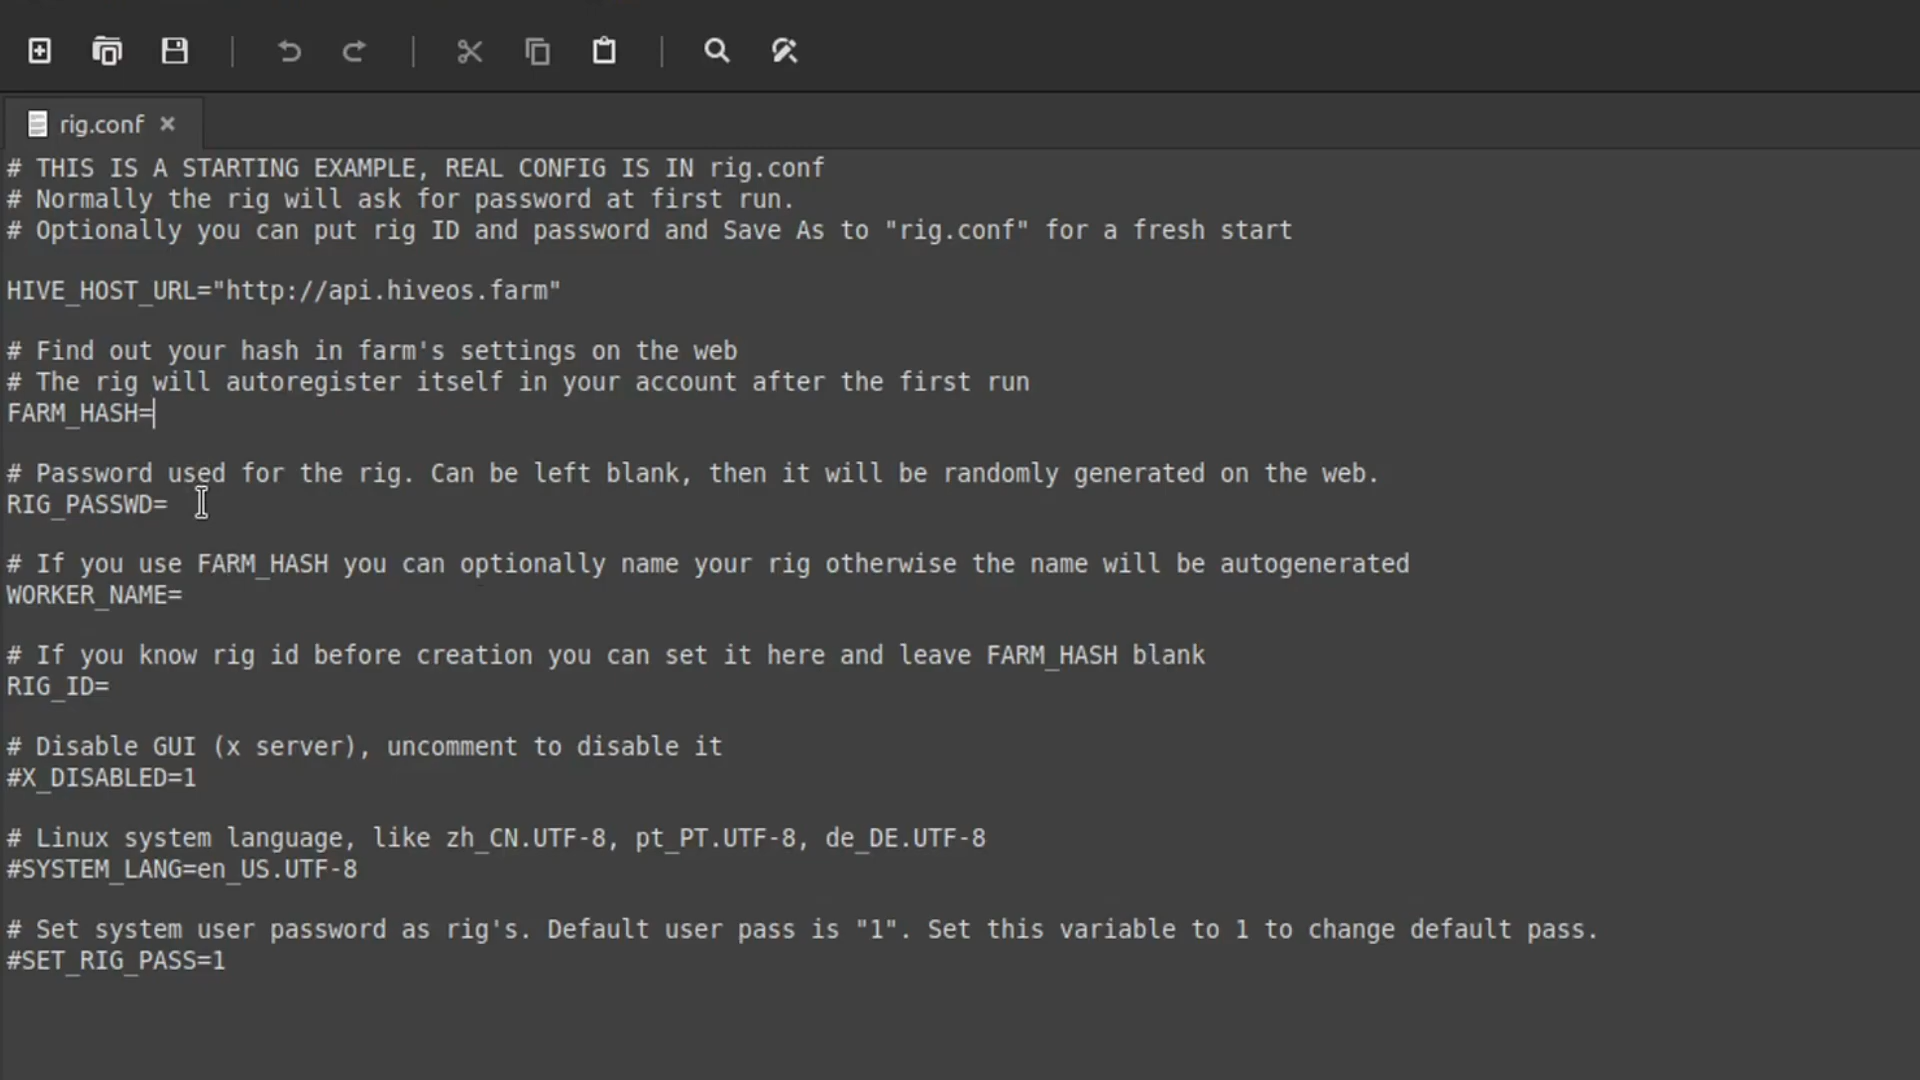 rig.conf
# THIS IS A STARTING EXAMPLE, REAL CONFIG IS IN rig.conf
# Normally the rig will ask for password at first run.
# Optionally you can put rig ID and password and Save As to "rig.conf" for a fresh start
HIVE_HOST_URL="http://api.hiveos.farm"
# Find out your hash in farm's settings on the web
# The rig will autoregister itself in your account after the first run
FARM_HASH=
# Password used for the rig. Can be left blank, then it will be randomly generated on the web.
RIG_PASSWD=
# If you use FARM_HASH you can optionally name your rig otherwise the name will be autogenerated
WORKER_NAME=
# If you know rig id before creation you can set it here and leave FARM_HASH blank
RIG_ID=
# Disable GUI (x server), uncomment to disable it
#X_DISABLED=1
# Linux system language, like zh_CN.UTF-8, pt_PT.UTF-8, de_DE.UTF-8
#SYSTEM_LANG=en_US.UTF-8
# Set system user password as rig's. Default user pass is "1". Set this variable to 1 to change default pass.
#SET_RIG_PASS=1